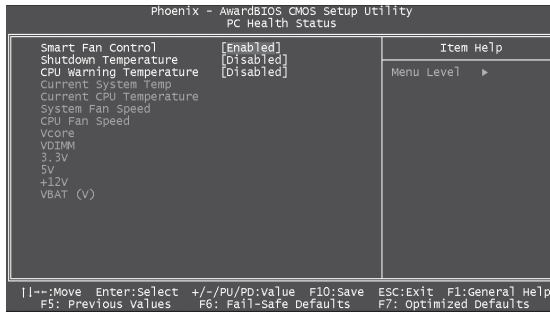 Phoenix - AwardBIOS CMOS Setup Utility
PC Health Status
Smart Fan Control [Enabled]
Shutdown Temperature [Disabled]
CPU Warning Temperature [Disabled]
Current System Temp
Current CPU Temperature
System Fan Speed
CPU Fan Speed
Vcore
VDIMM
3.3V
5V
+12V
VBAT (V)
Item Help
Menu Level ►
↑↓→←:Move Enter:Select +/-/PU/PD:Value F10:Save ESC:Exit F1:General Help
F5: Previous Values F6: Fail-Safe Defaults F7: Optimized Defaults